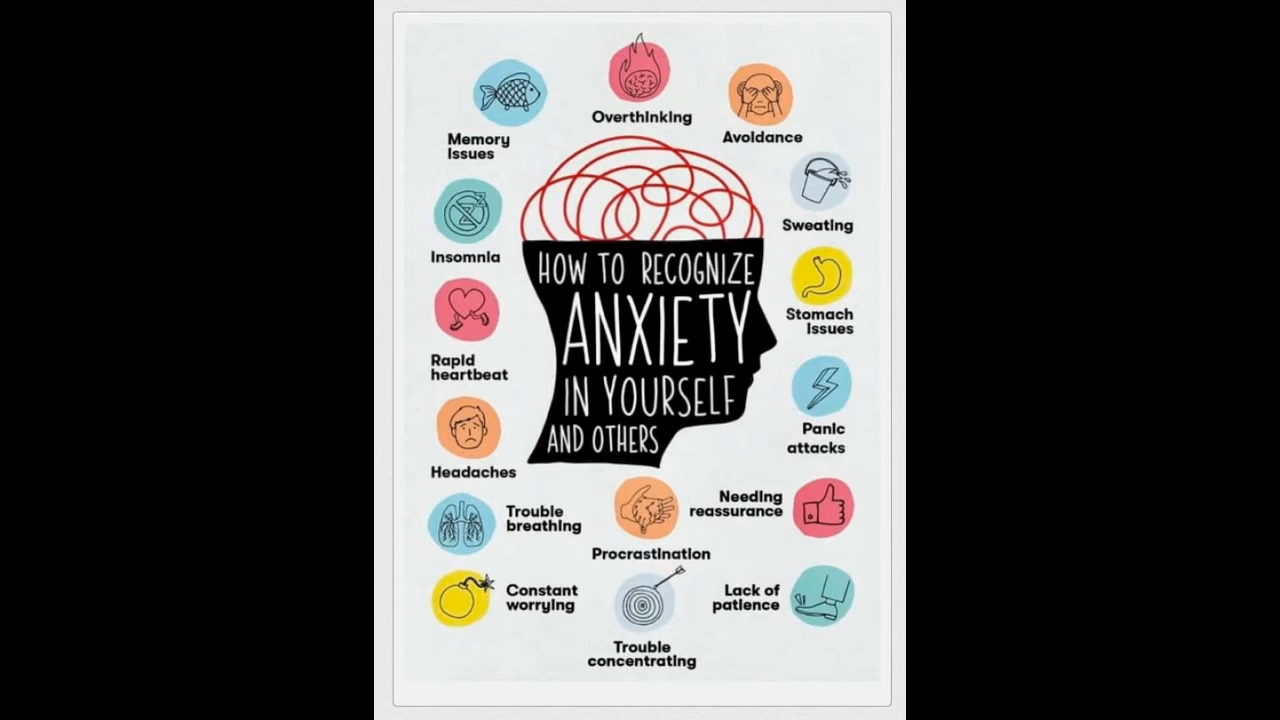 Overthinking
Memory
Issues
Avoidance
Sweating
Insomnia
HOW TO RECOGNIZE
ANXIETY
IN YOURSELF
AND OTHERS
Stomach
Issues
Rapid
heartbeat
Panic
attacks
Headaches
Trouble
breathing
Needing
reassurance
Procrastination
Constant
worrying
Lack of
patience
Trouble
concentrating